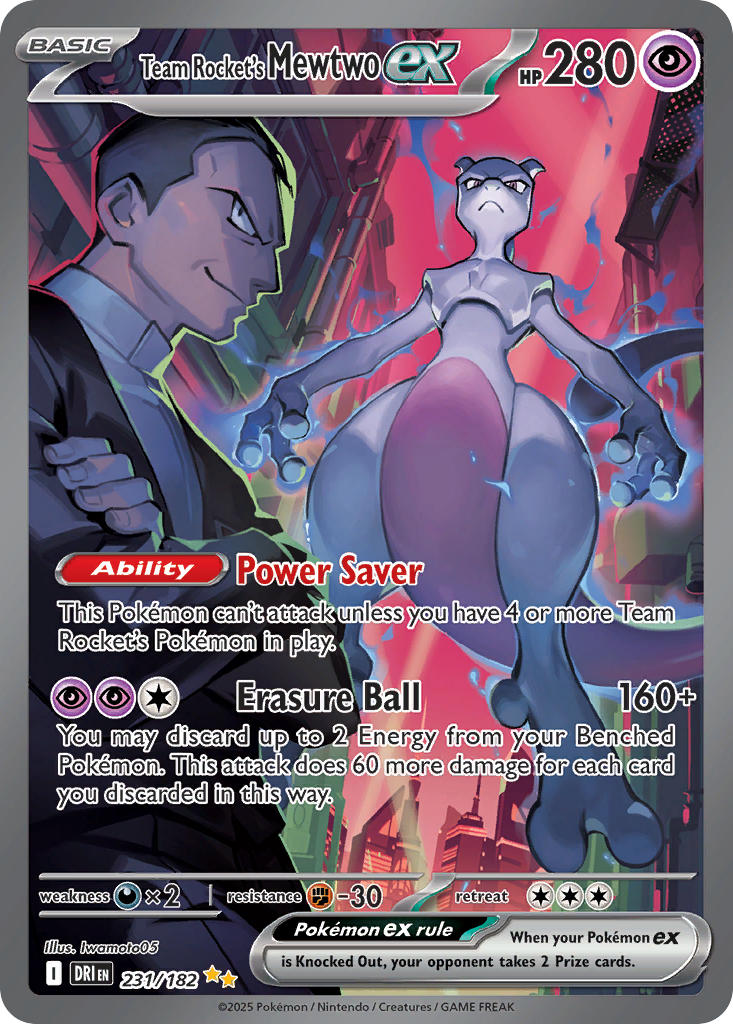 BASIC
Team Rocket's Mewtwo ex HP 280
Ability Power Saver
This Pokémon can't attack unless you have 4 or more Team
Rocket's Pokémon in play.
Erasure Ball 160+
You may discard up to 2 Energy from your Benched
Pokémon. This attack does 60 more damage for each card
you discarded in this way.
weakness ×2 resistance -30 retreat
Illus. Iwamoto05
Pokémon ex rule When your Pokémon ex
is Knocked Out, your opponent takes 2 Prize cards.
I DRI EN 231/182
©2025 Pokémon / Nintendo / Creatures / GAME FREAK